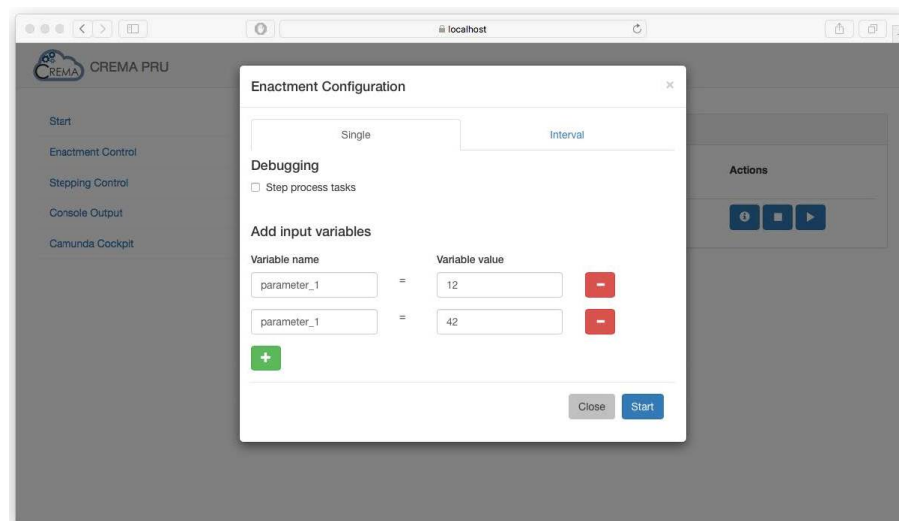 localhost
CREMA CREMA PRU
Enactment Configuration ×
Start
Enactment Control
Stepping Control
Console Output
Camunda Cockpit
Single Interval
Debugging
Step process tasks
Actions
Add input variables
Variable name Variable value
parameter_1 = 12
parameter_1 = 42
Close Start